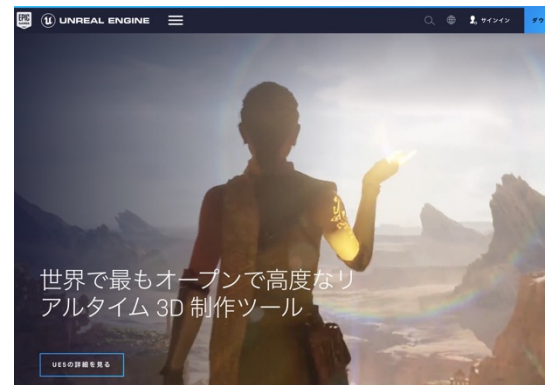 EPIC GAMES
UNREAL ENGINE
サインイン
ダウ
世界で最もオープンで高度なリ
アルタイム 3D 制作ツール
UE5の詳細を見る